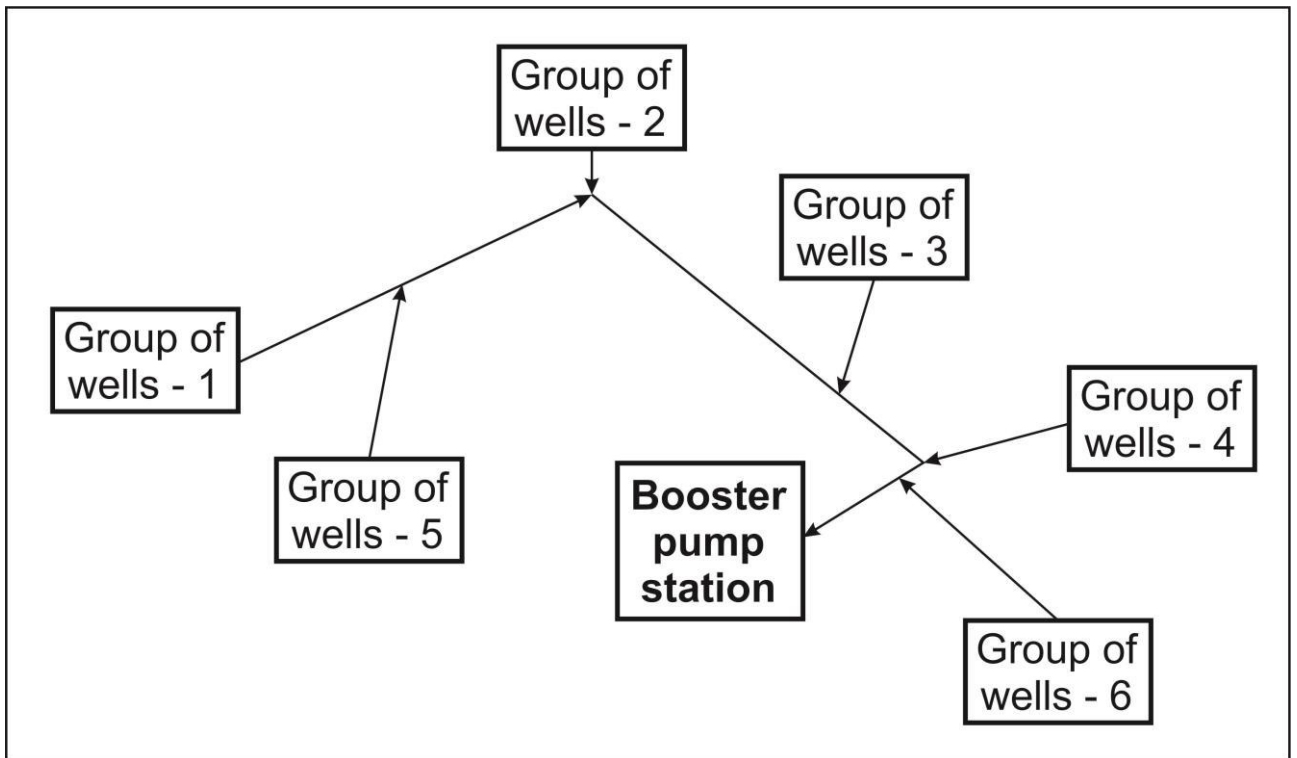 Group of
wells - 2
Group of
wells - 3
Group of
wells - 1
Group of
wells - 4
Group of
wells - 5
Booster
pump
station
Group of
wells - 6